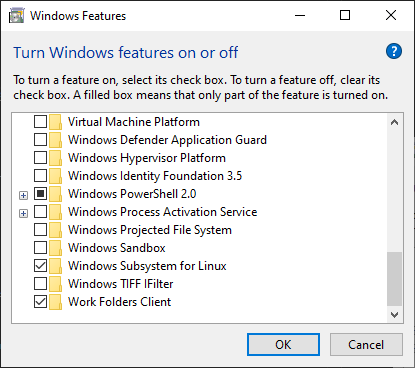 Windows Features
Turn Windows features on or off
?
To turn a feature on, select its check box. To turn a feature off, clear its
check box. A filled box means that only part of the feature is turned on.
Virtual Machine Platform
Windows Defender Application Guard
Windows Hypervisor Platform
Windows Identity Foundation 3.5
Windows PowerShell 2.0
Windows Process Activation Service
Windows Projected File System
Windows Sandbox
Windows Subsystem for Linux
Windows TIFF IFilter
Work Folders Client
OK
Cancel